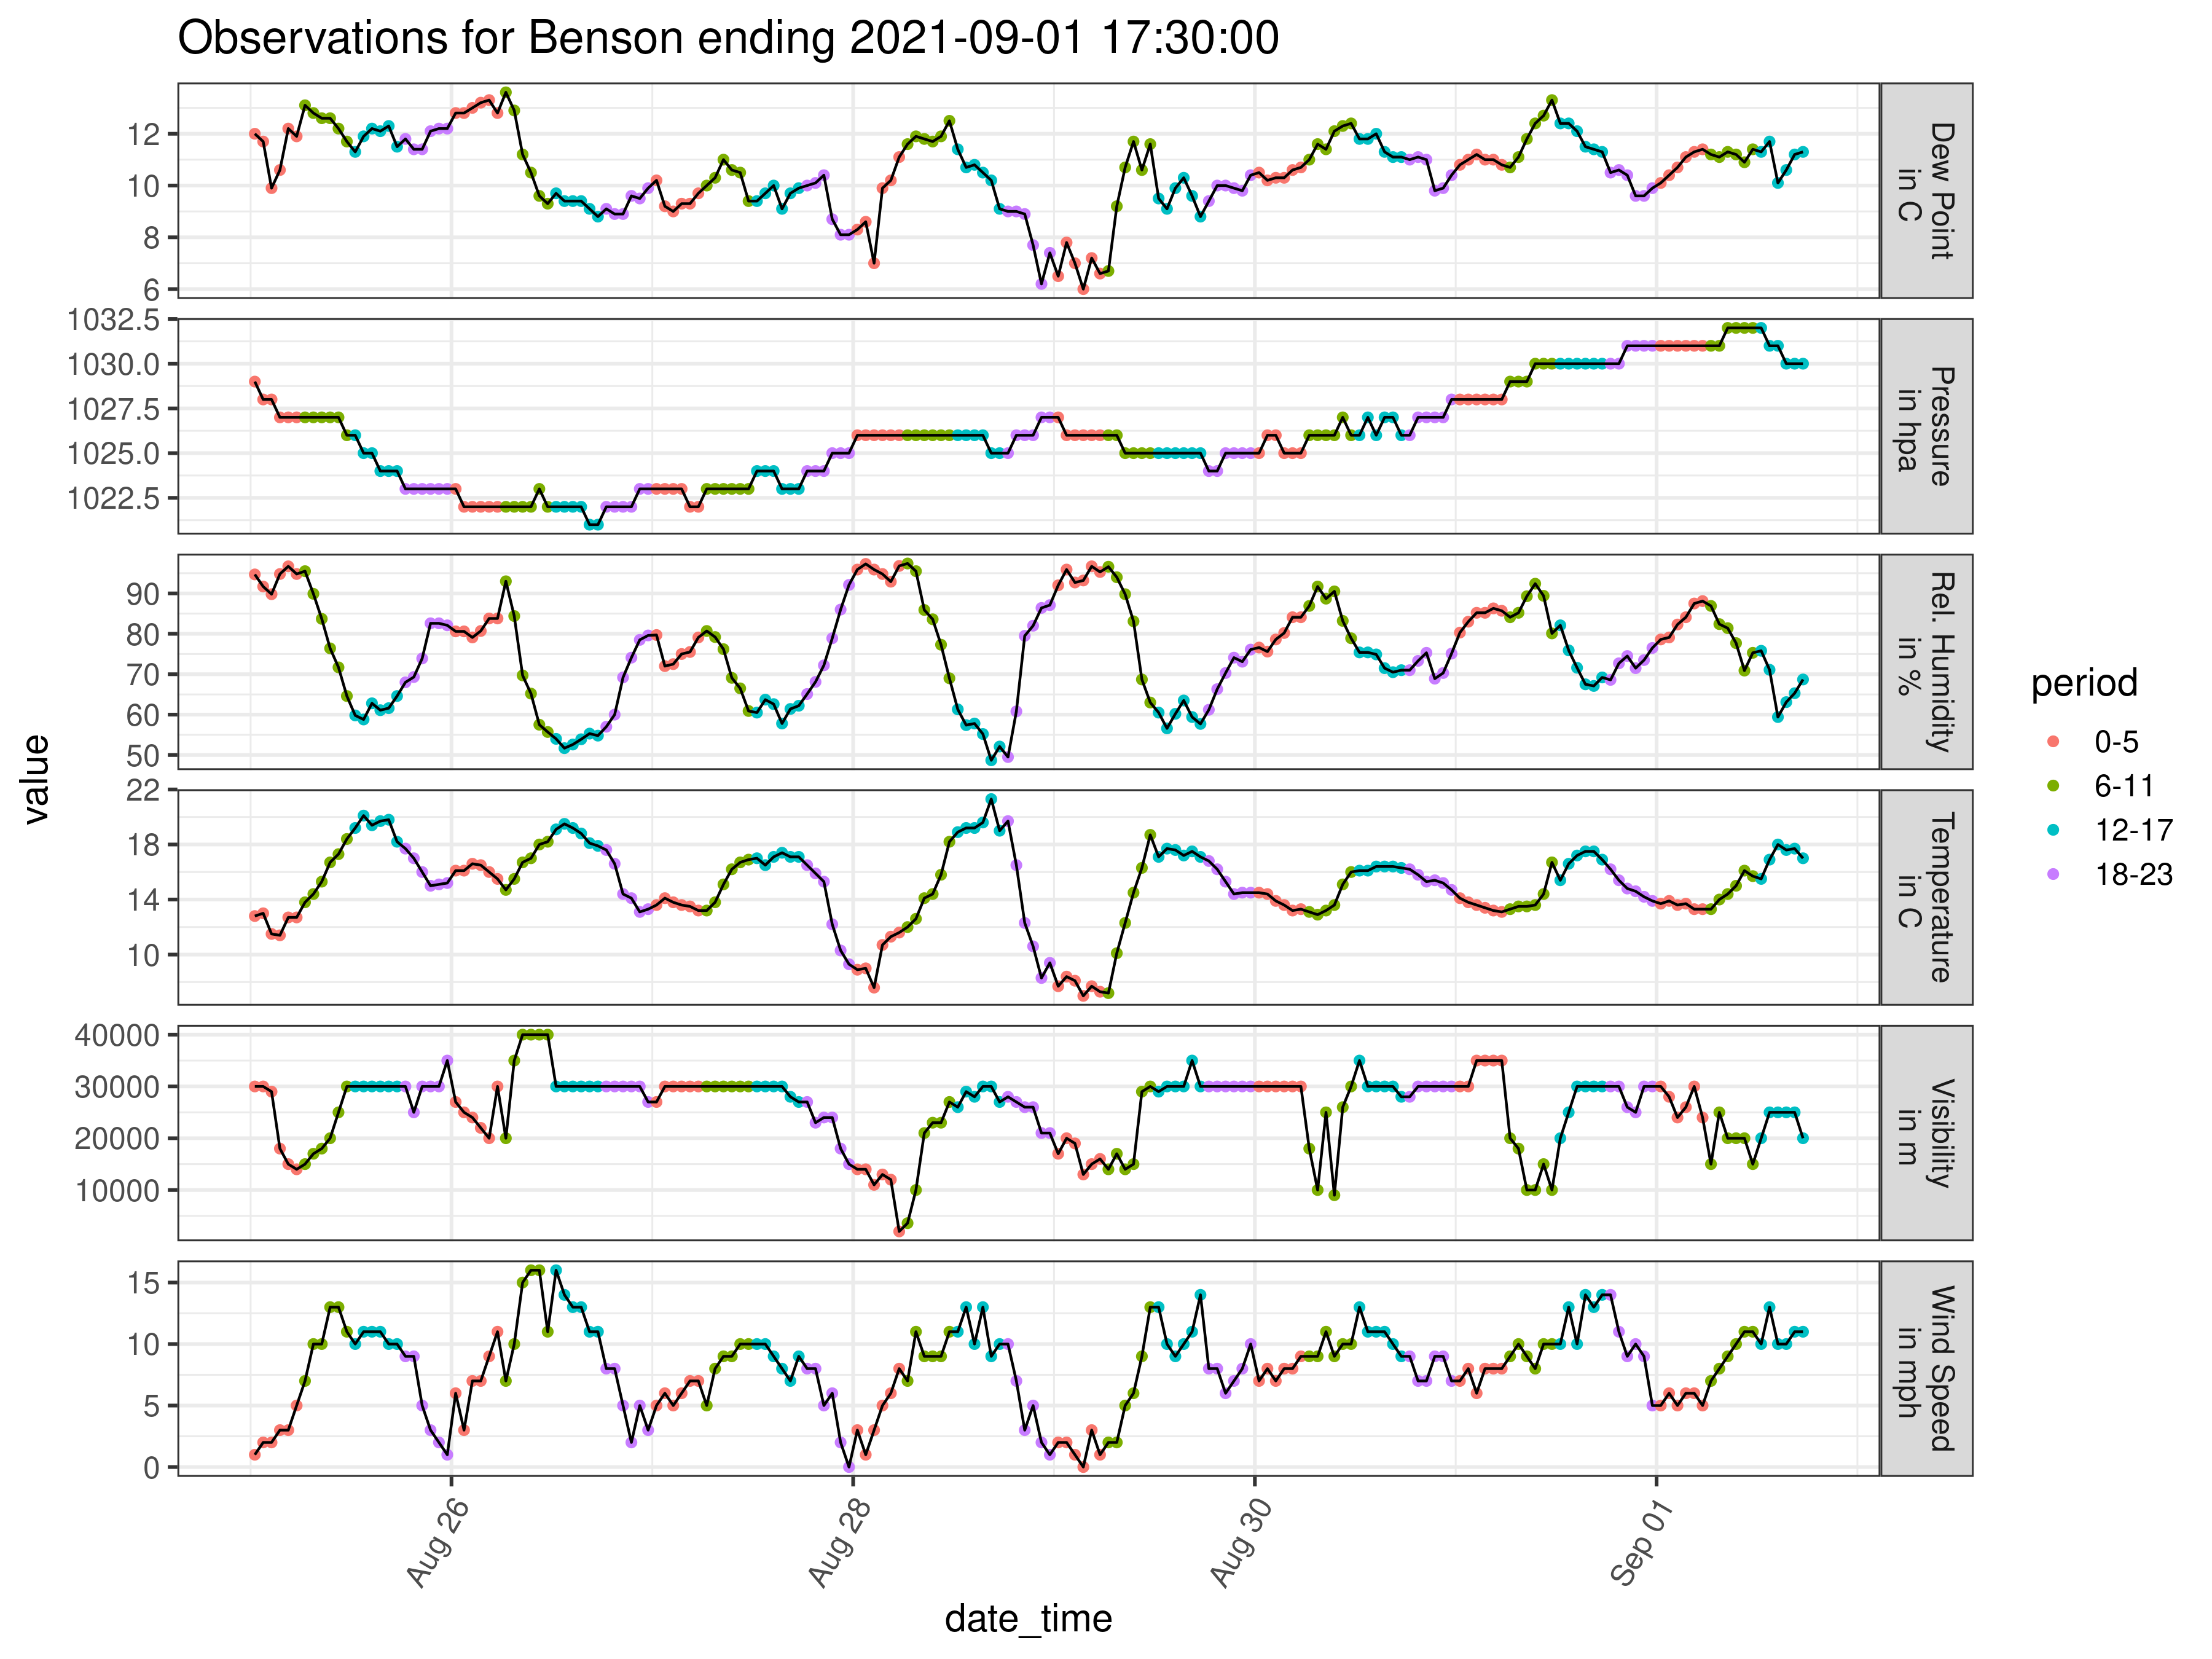 Observations for Benson ending 2021-09-01 17:30:00
value
12
10
8
6
Dew Point
in C
1032.5
1030.0
1027.5
1025.0
1022.5
Pressure
in hpa
90
80
70
60
50
Rel. Humidity
in %
22
18
14
10
Temperature
in C
40000
30000
20000
10000
Visibility
in m
15
10
5
0
Wind Speed
in mph
Aug 26
Aug 28
Aug 30
Sep 01
date_time
period
0-5
6-11
12-17
18-23